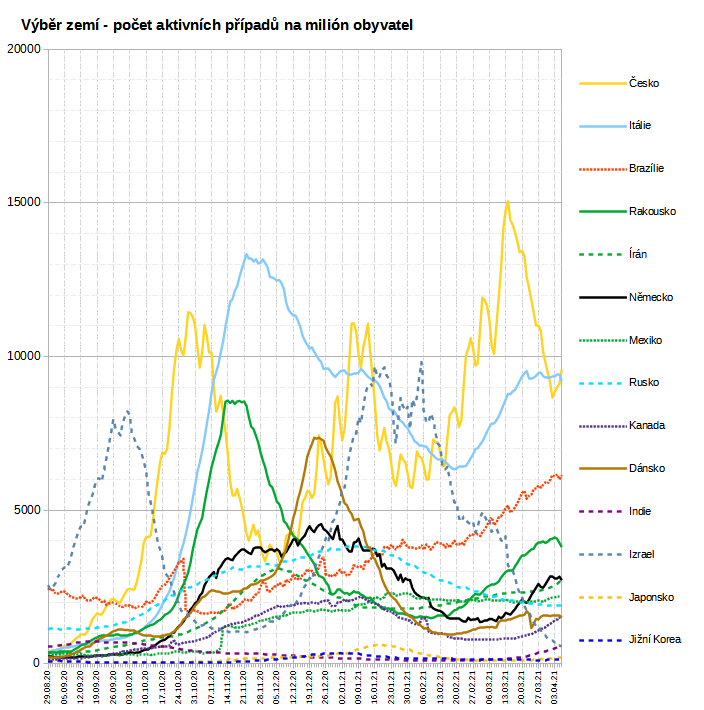 Výběr zemí - počet aktivních případů na milión obyvatel
20000
15000
10000
5000
0
Česko
Itálie
Brazílie
Rakousko
Írán
Německo
Mexiko
Rusko
Kanada
Dánsko
Indie
Izrael
Japonsko
Jižní Korea
29.08.20
05.09.20
12.09.20
19.09.20
26.09.20
03.10.20
10.10.20
17.10.20
24.10.20
31.10.20
07.11.20
14.11.20
21.11.20
28.11.20
05.12.20
12.12.20
19.12.20
26.12.20
02.01.21
09.01.21
16.01.21
23.01.21
30.01.21
06.02.21
13.02.21
20.02.21
27.02.21
06.03.21
13.03.21
20.03.21
27.03.21
03.04.21